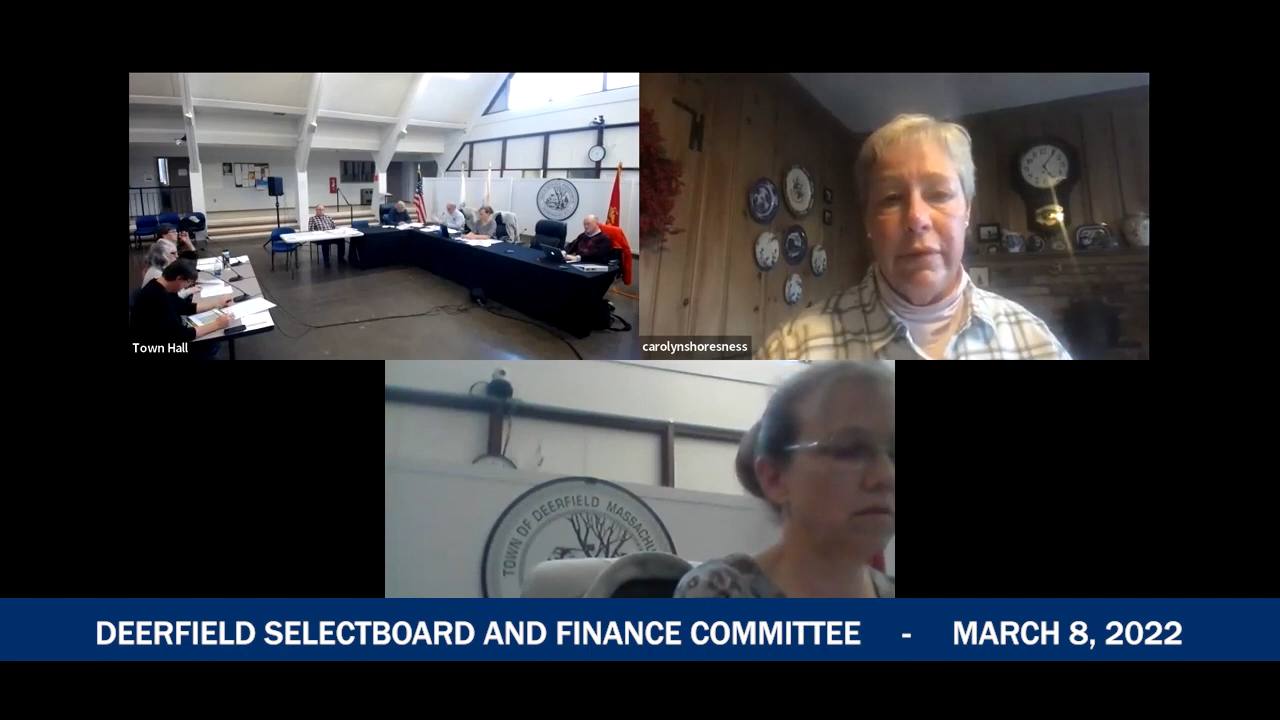 Town Hall
carolynshoresness
TOWN OF DEERFIELD MASSACHU
DEERFIELD SELECTBOARD AND FINANCE COMMITTEE - MARCH 8, 2022